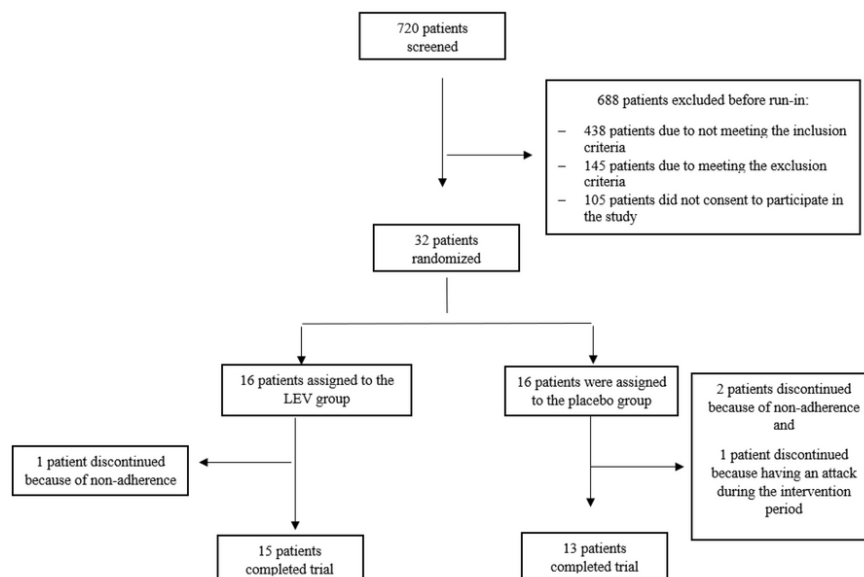 720 patients
screened
688 patients excluded before run-in:
– 438 patients due to not meeting the inclusion
criteria
– 145 patients due to meeting the exclusion
criteria
– 105 patients did not consent to participate in
the study
32 patients
randomized
16 patients assigned to the
LEV group
16 patients were assigned
to the placebo group
2 patients discontinued
because of non-adherence
and
1 patient discontinued
because having an attack
during the intervention
period
1 patient discontinued
because of non-adherence
15 patients
completed trial
13 patients
completed trial